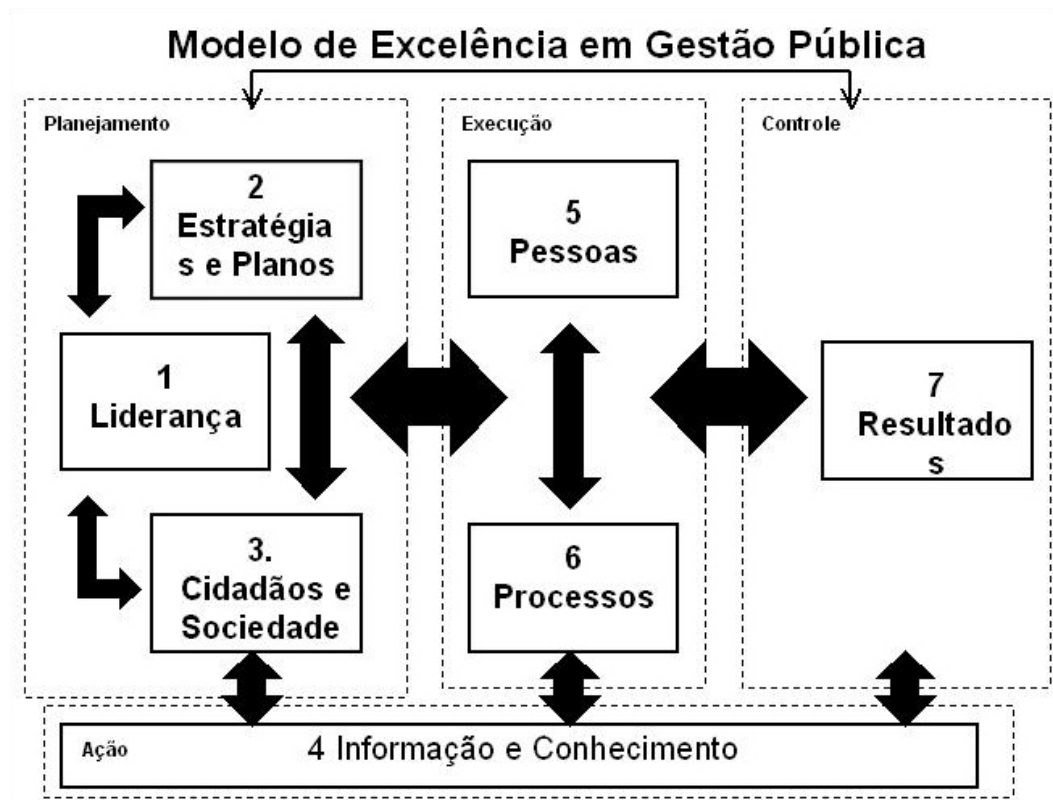 Modelo de Excelência em Gestão Pública
Planejamento
2
Estratégia
s e Planos
1
Liderança
3.
Cidadãos e
Sociedade
Execução
5
Pessoas
6
Processos
Controle
7
Resultado
s
Ação
4 Informação e Conhecimento